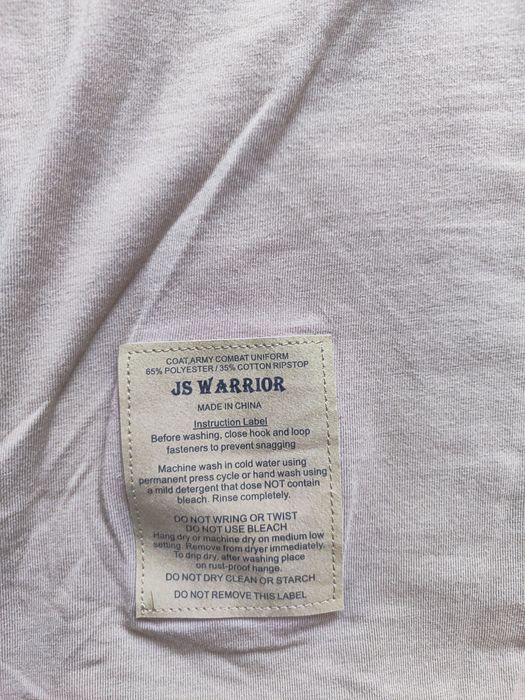 COAT,ARMY COMBAT UNIFORM
65% POLYESTER / 35% COTTON RIPSTOP
JS WARRIOR
MADE IN CHINA
Instruction Label
Before washing, close hook and loop
fasteners to prevent snagging
Machine wash in cold water using
permanent press cycle or hand wash using
a mild detergent that dose NOT contain
bleach. Rinse completely.
DO NOT WRING OR TWIST
DO NOT USE BLEACH
Hang dry or machine dry on medium low
setting. Remove from dryer immediately.
To drip dry, after washing place
on rust-proof hange.
DO NOT DRY CLEAN OR STARCH
DO NOT REMOVE THIS LABEL